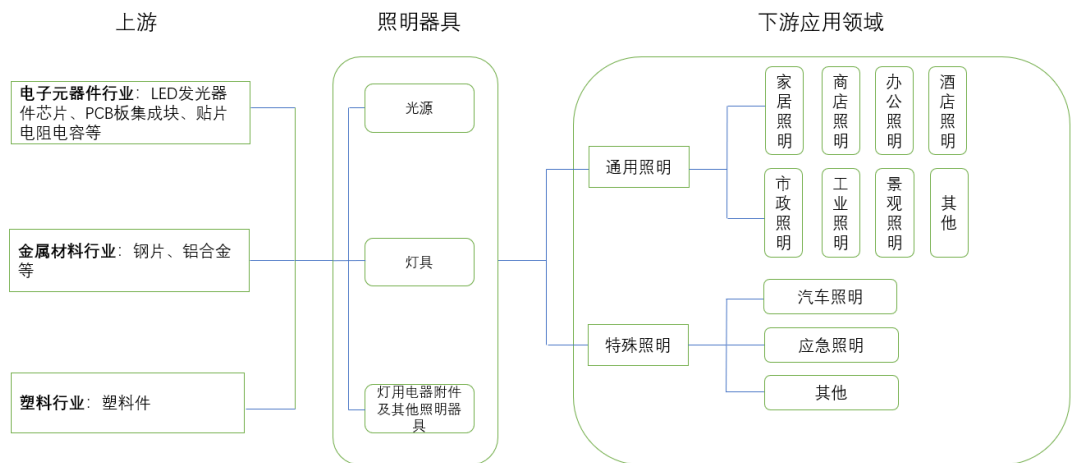 上游
照明器具
下游应用领域
电子元器件行业：LED发光器
件芯片、PCB板集成块、贴片
电阻电容等
金属材料行业：钢片、铝合金
等
塑料行业：塑料件
光源
灯具
灯用电器附件
及其他照明器
具
通用照明
家居照明
商店照明
办公照明
酒店照明
市政照明
工业照明
景观照明
其他
特殊照明
汽车照明
应急照明
其他